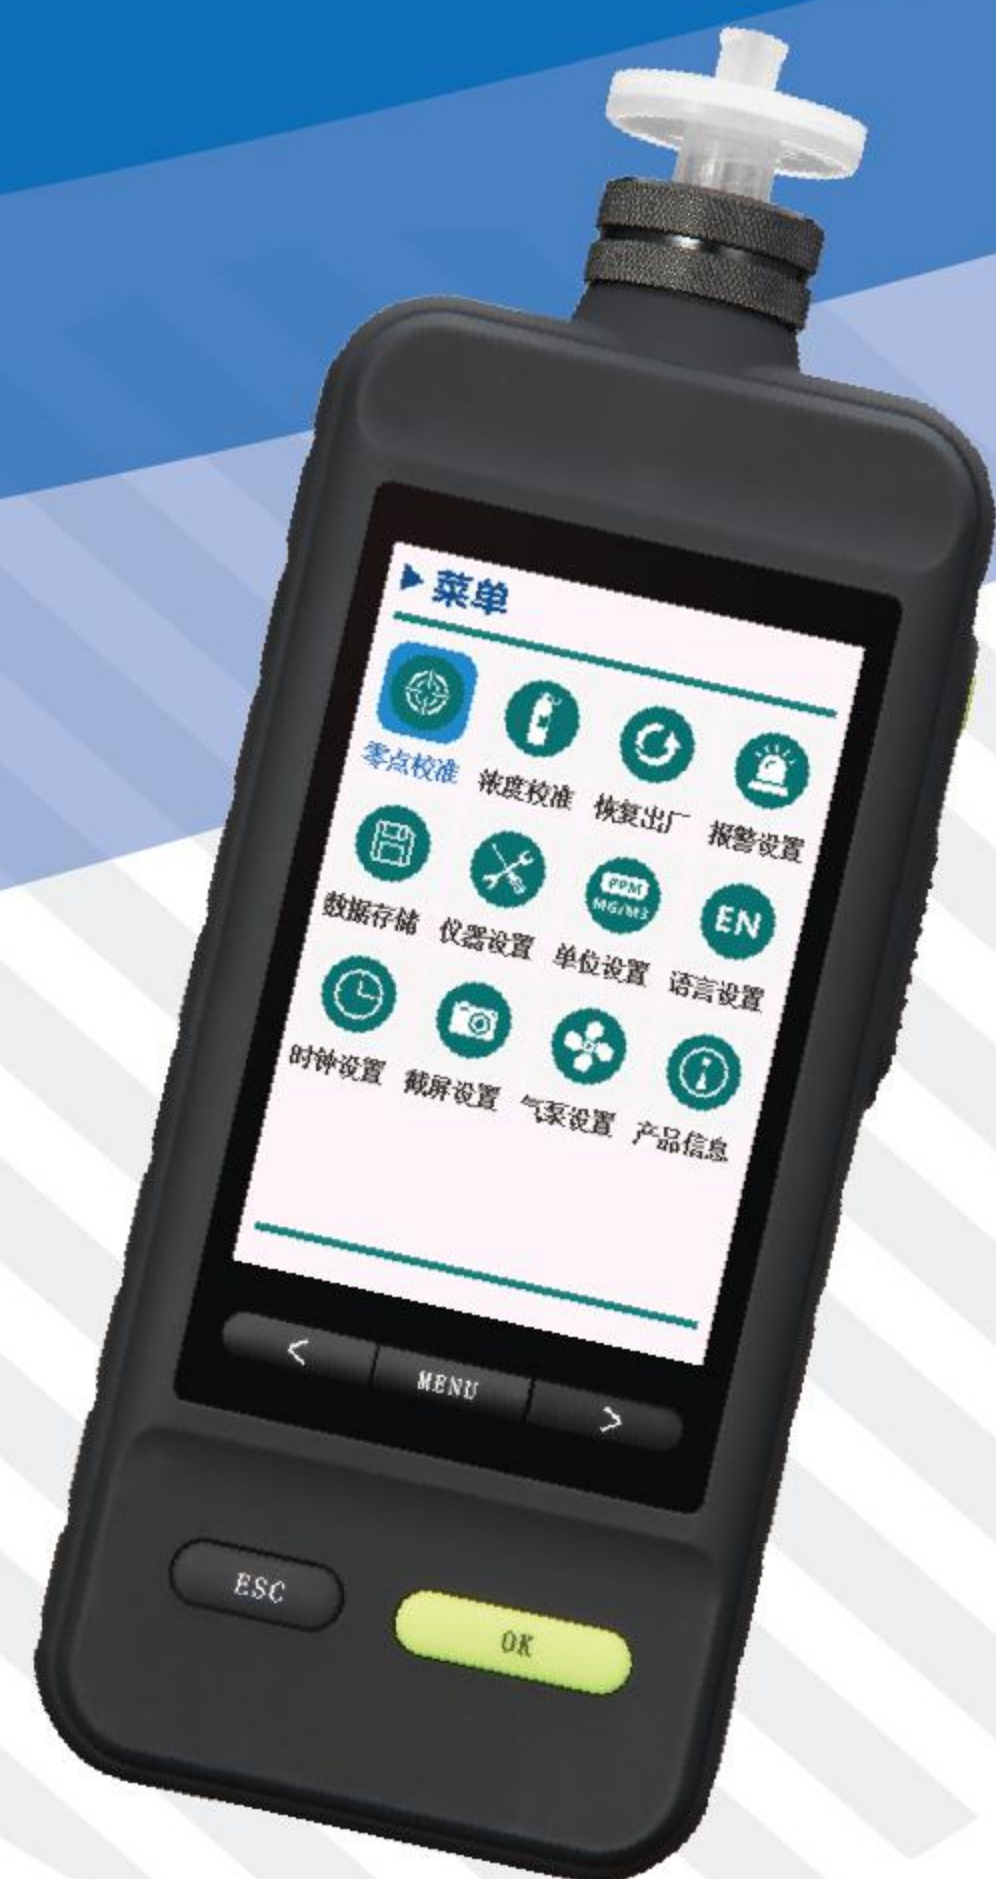 菜单
零点校准 浓度校准 恢复出厂 报警设置
PPM
MG/M3
EN
数据存储 仪器设置 单位设置 语言设置
时钟设置 截屏设置 气泵设置 产品信息
< MENU >
ESC OK